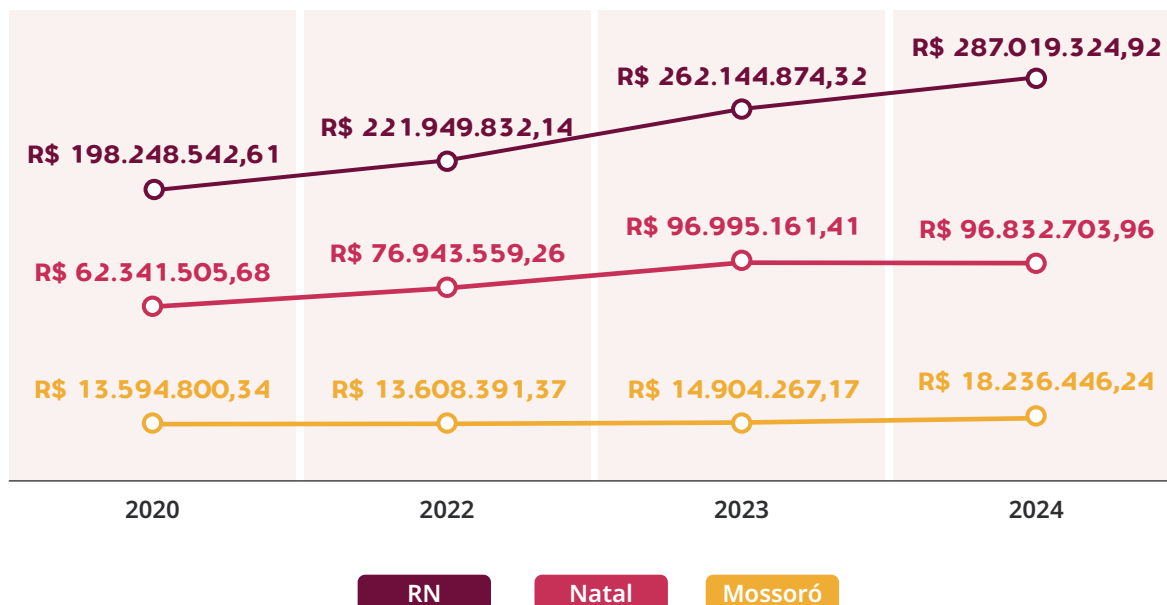 R$ 287.019.324,92
R$ 262.144.874,32
R$ 221.949.832,14
R$ 198.248.542,61
R$ 96.995.161,41
R$ 96.832.703,96
R$ 76.943.559,26
R$ 62.341.505,68
R$ 13.594.800,34
R$ 13.608.391,37
R$ 14.904.267,17
R$ 18.236.446,24
2020
2022
2023
2024
RN
Natal
Mossoró